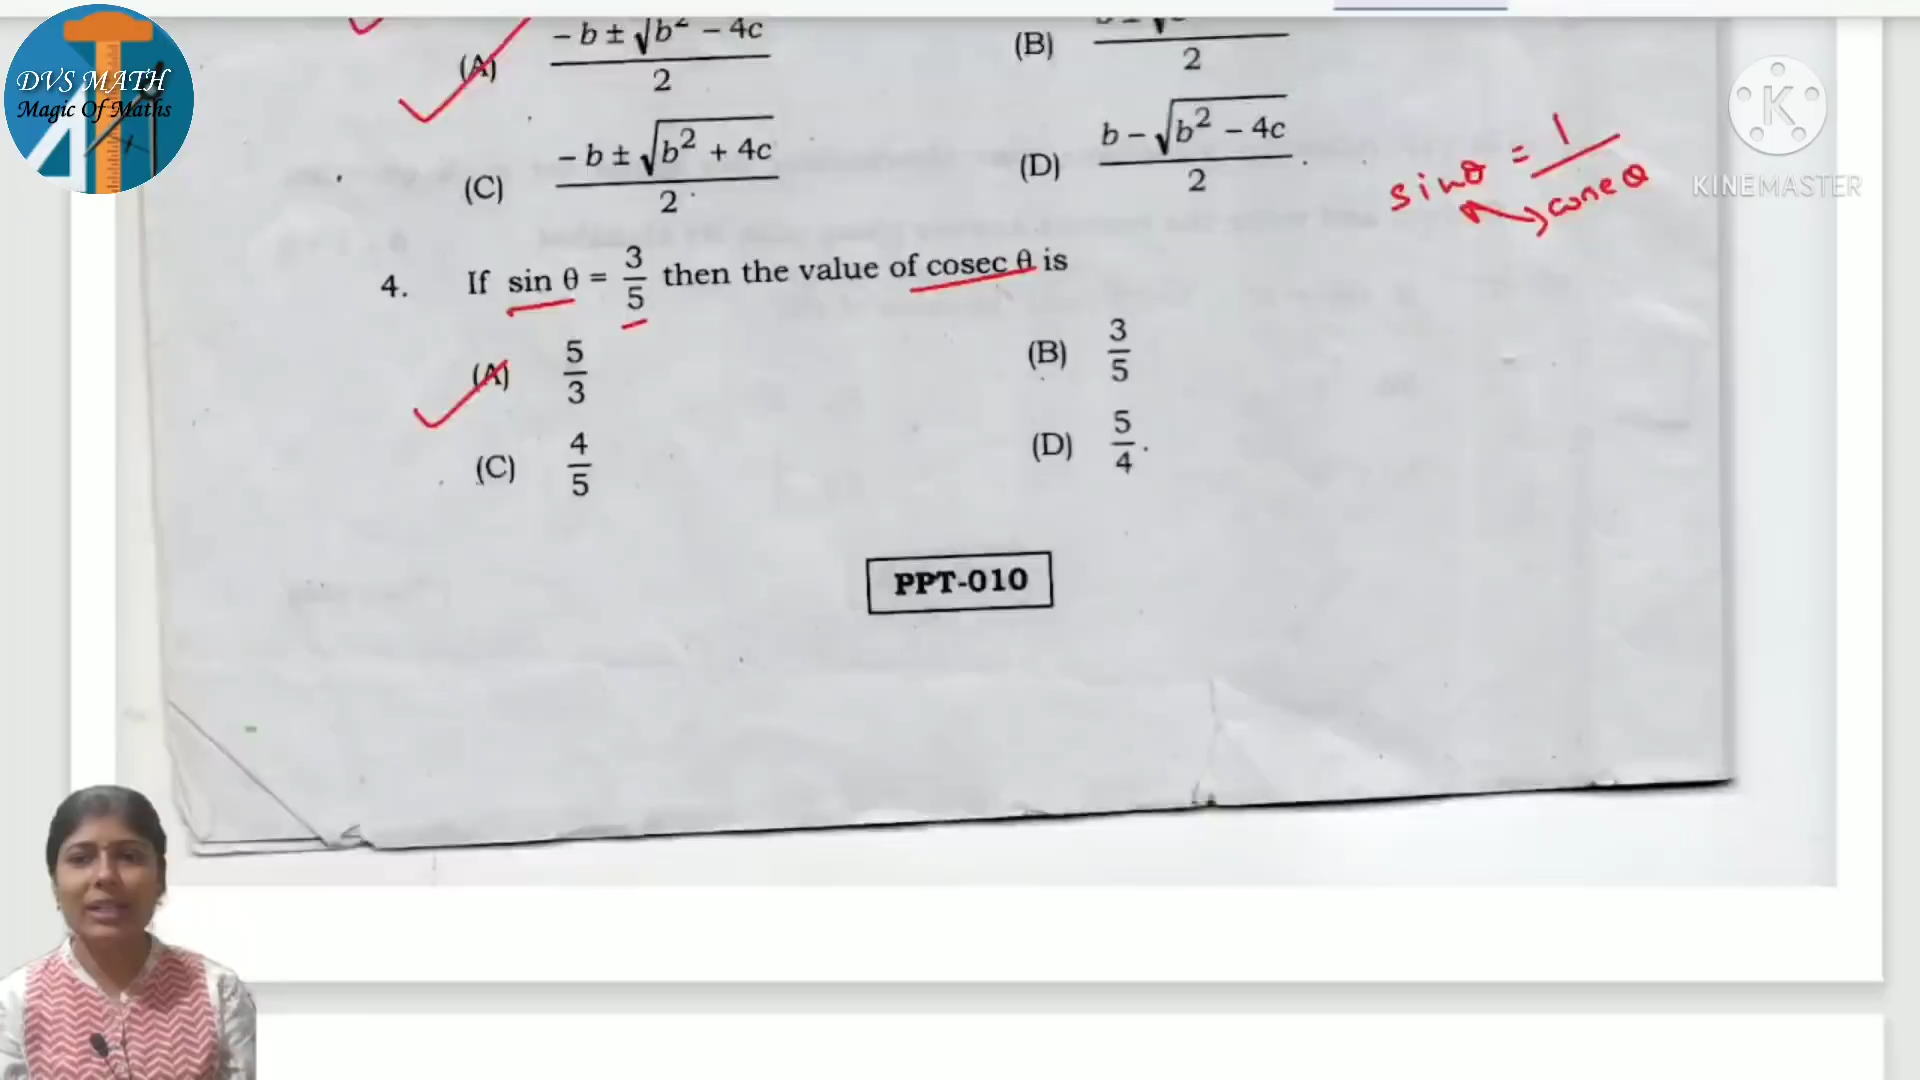 DVS MATH
Magic Of Maths
(A) −b ± √b² − 4c / 2
(B) 2
(C) −b ± √b² + 4c / 2
(D) b − √b² − 4c / 2 .
sinθ = 1 / cosec θ
KINEMASTER
4. If sin θ = 3/5 then the value of cosec θ is
(A) 5/3
(B) 3/5
(C) 4/5
(D) 5/4 .
PPT-010